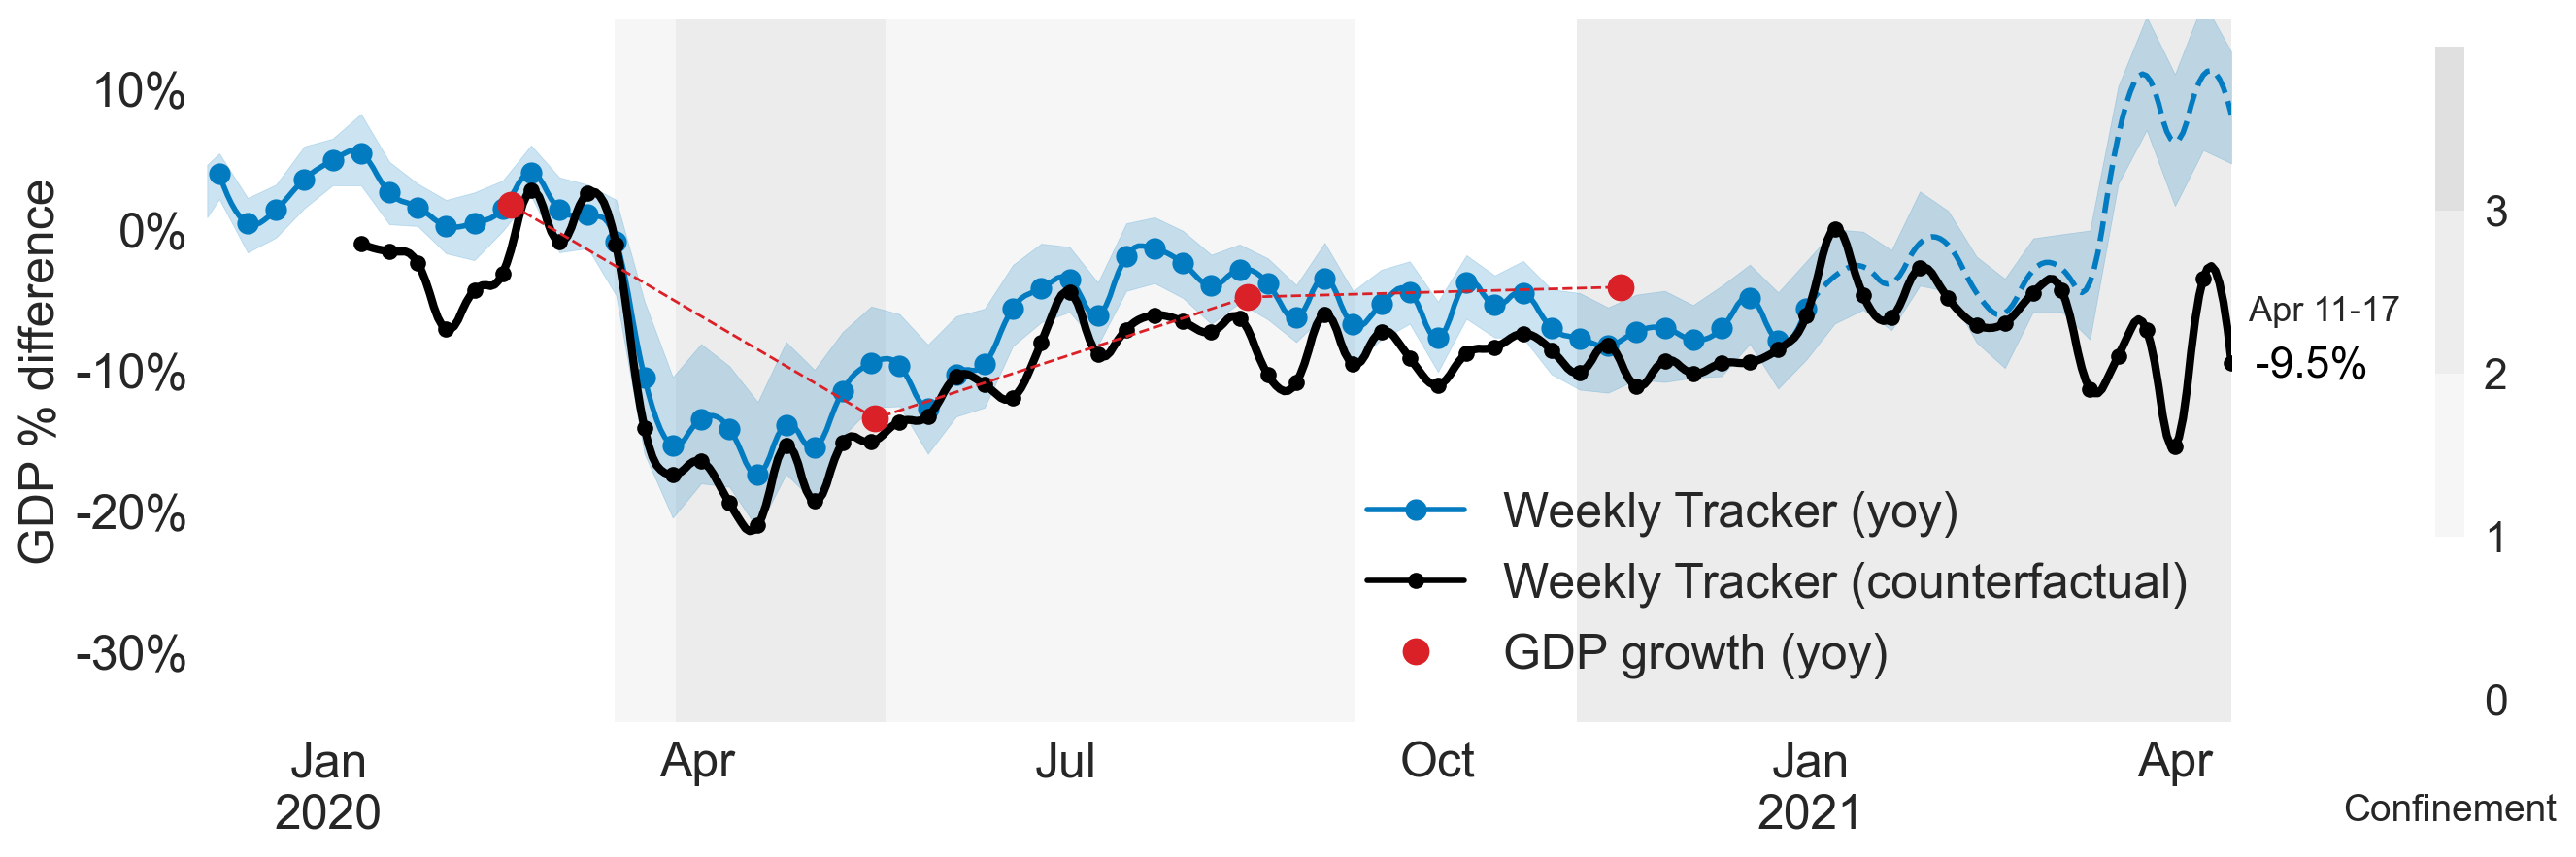 GDP % difference
10%
0%
-10%
-20%
-30%
Jan
2020
Apr
Jul
Oct
Jan
2021
Apr
Weekly Tracker (yoy)
Weekly Tracker (counterfactual)
GDP growth (yoy)
Apr 11-17
-9.5%
3
2
1
0
Confinement